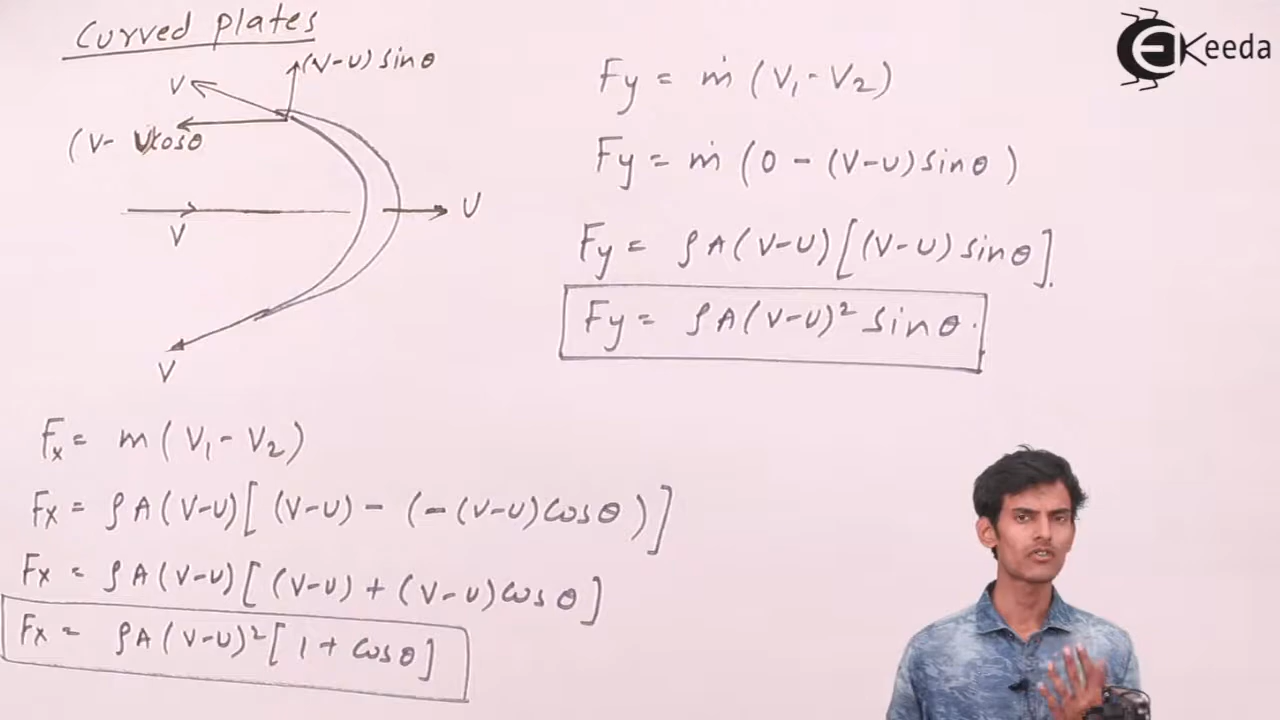 Curved plates
(V-U) sinθ
V
(V- U)cosθ
V
U
V
Fy = ṁ (V₁ - V₂)
Fy = ṁ (0 - (V-U) sinθ )
Fy = ρA(V-U)[(V-U) sinθ].
Fy = ρA(V-U)² sinθ.
Fx = m (V₁ - V₂)
Fx = ρA(V-U)[(V-U) - (-(V-U)cosθ)]
Fx = ρA(V-U)[(V-U) + (V-U)cosθ]
Fx = ρA(V-U)²[1 + cosθ]
EKeeda